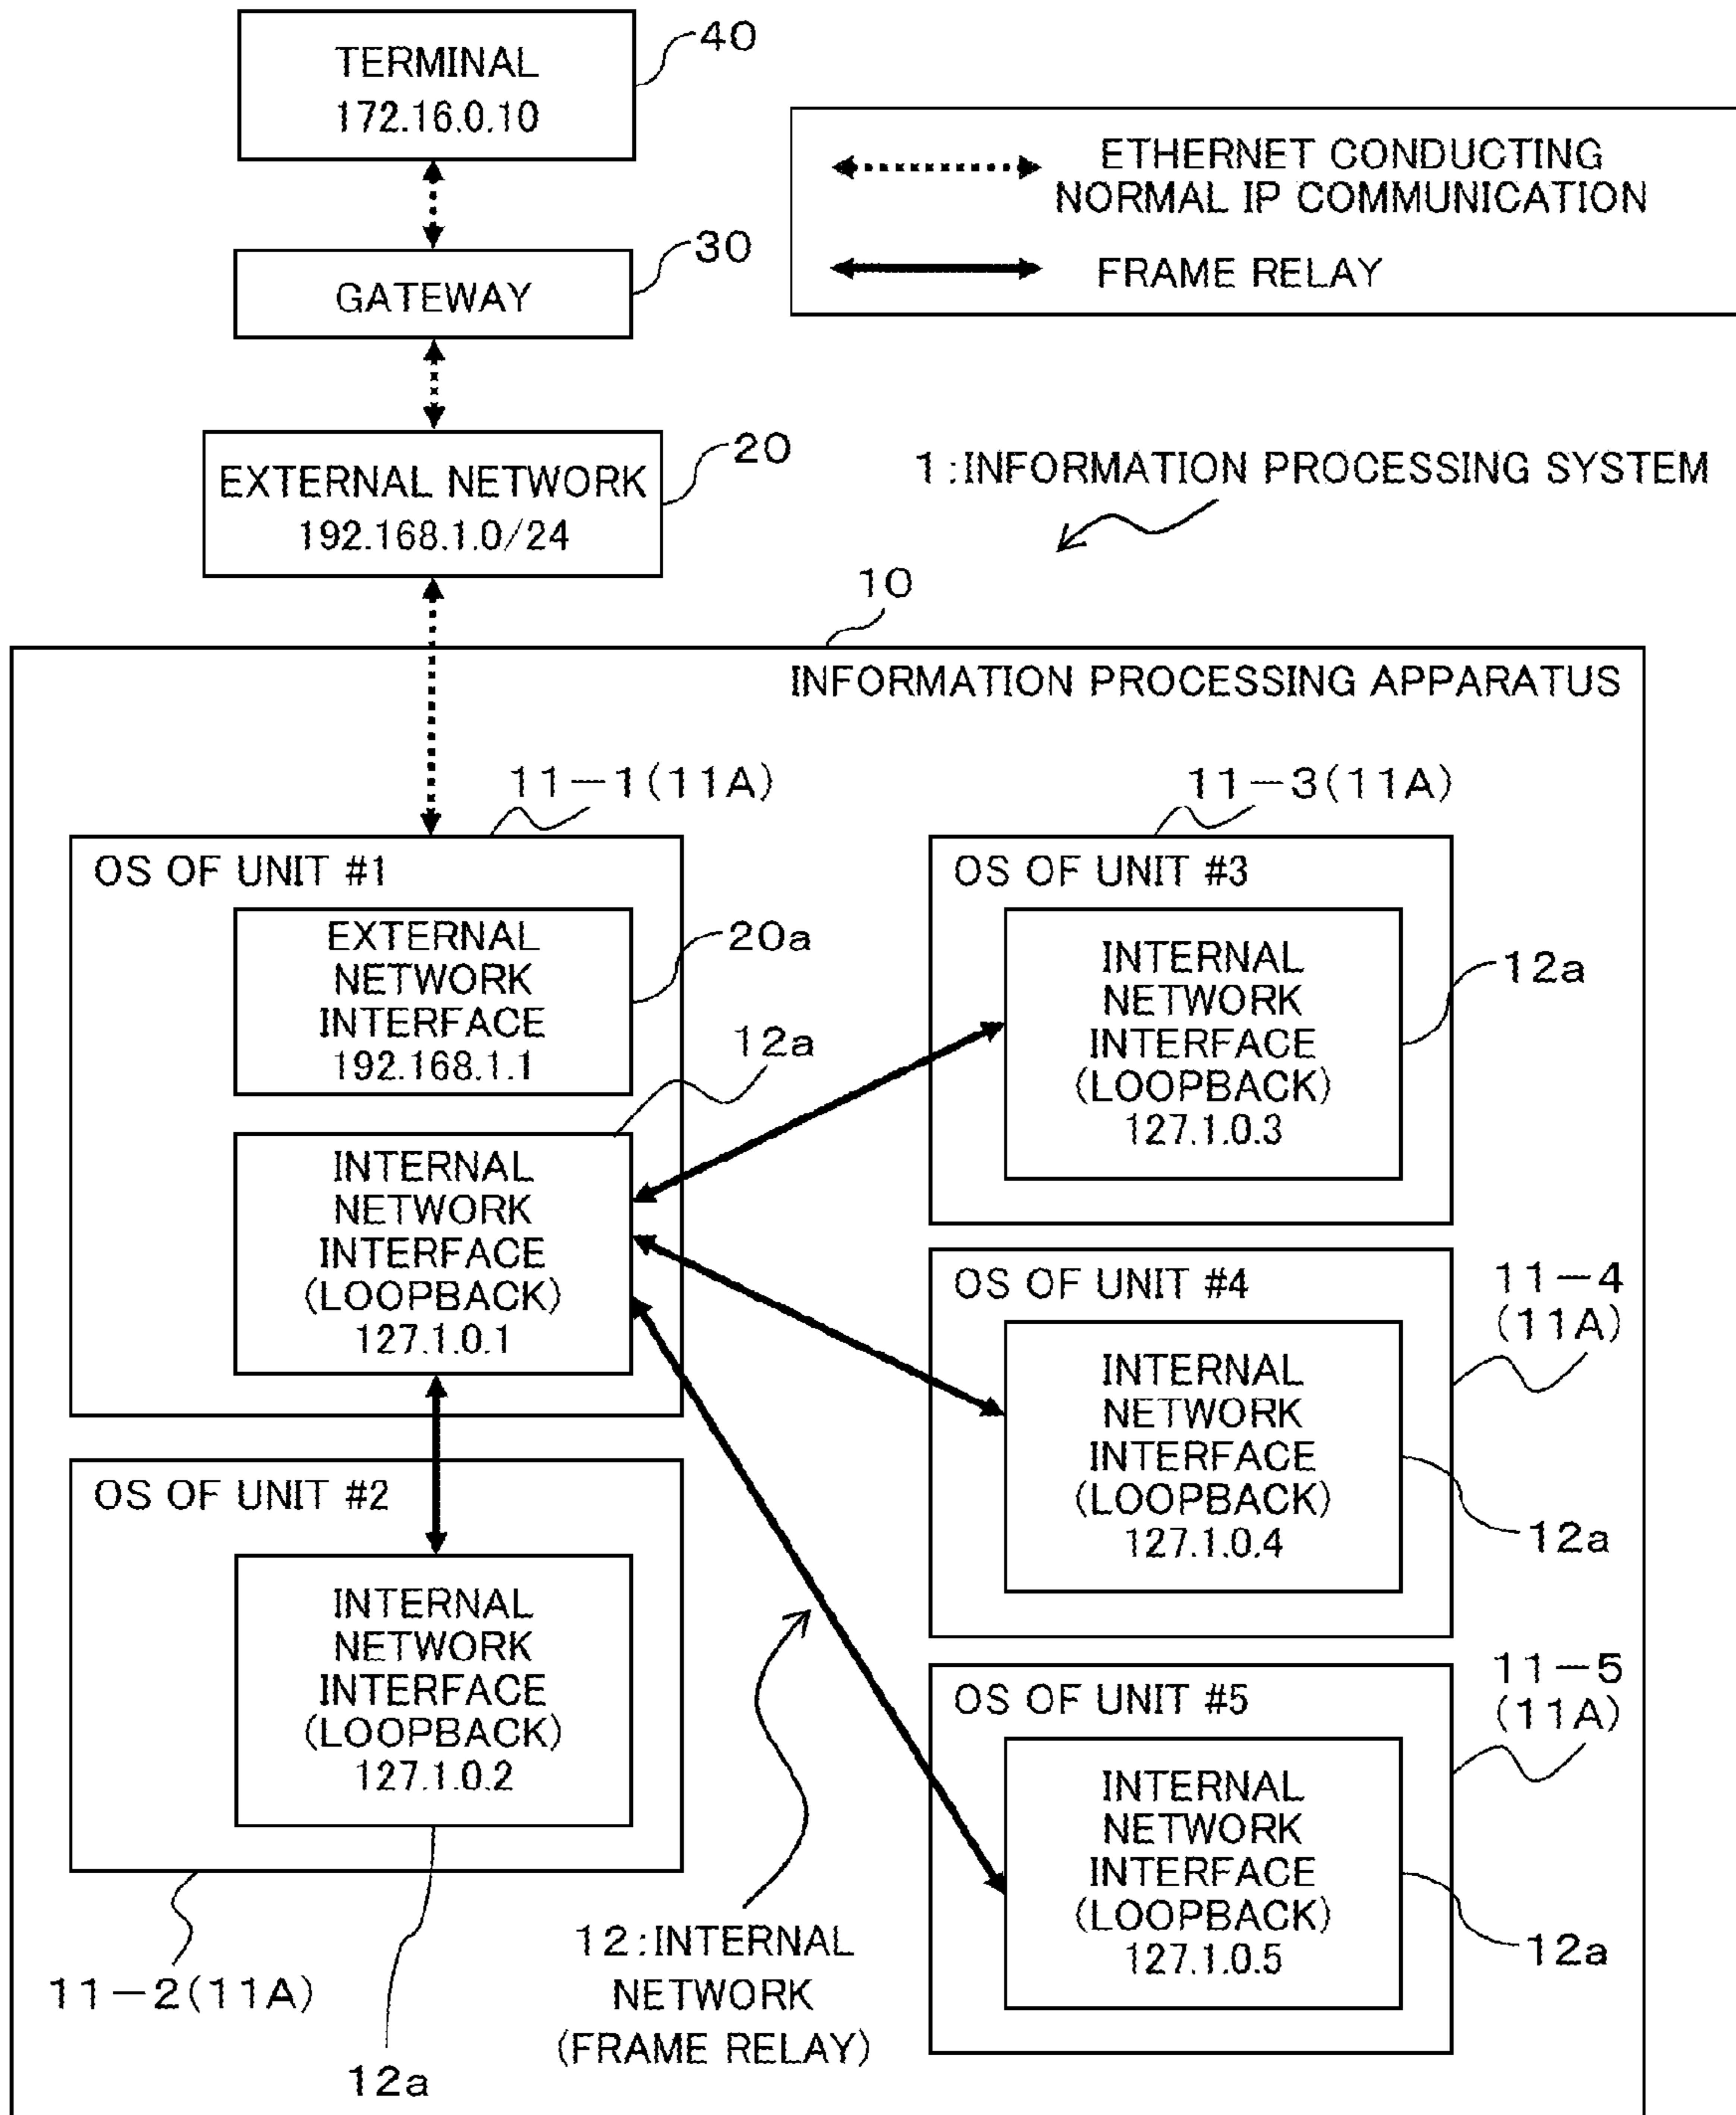 TERMINAL
172.16.0.10
40
ETHERNET CONDUCTING
NORMAL IP COMMUNICATION
FRAME RELAY
GATEWAY
30
EXTERNAL NETWORK
192.168.1.0/24
20
1:INFORMATION PROCESSING SYSTEM
10
INFORMATION PROCESSING APPARATUS
11-1(11A)
OS OF UNIT #1
EXTERNAL
NETWORK
INTERFACE
192.168.1.1
20a
12a
INTERNAL
NETWORK
INTERFACE
(LOOPBACK)
127.1.0.1
OS OF UNIT #2
INTERNAL
NETWORK
INTERFACE
(LOOPBACK)
127.1.0.2
11-2(11A)
12a
12:INTERNAL
NETWORK
(FRAME RELAY)
11-3(11A)
OS OF UNIT #3
INTERNAL
NETWORK
INTERFACE
(LOOPBACK)
127.1.0.3
12a
OS OF UNIT #4
11-4
(11A)
INTERNAL
NETWORK
INTERFACE
(LOOPBACK)
127.1.0.4
12a
OS OF UNIT #5
11-5
(11A)
INTERNAL
NETWORK
INTERFACE
(LOOPBACK)
127.1.0.5
12a